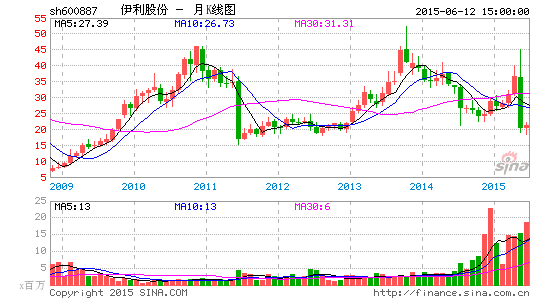 sh600887 伊利股份 - 月K线图 2015-06-12 15:00:00
MA5:27.39 MA10:26.73 MA30:31.31
55
50
45
40
35
30
25
20
15
10
5
2009 2010 2011 2012 2013 2014 2015
sina
MA5:13 MA10:13 MA30:6
25
20
15
10
5
x百万
Copyright 2015 SINA.COM http://finance.sina.com.cn